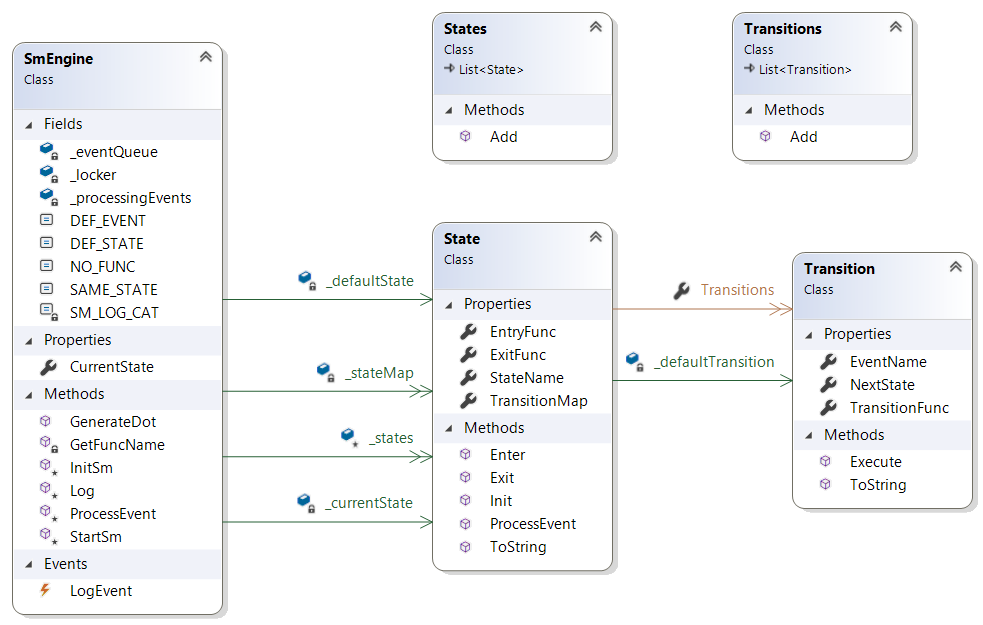 SmEngine
Class
Fields
_eventQueue
_locker
_processingEvents
DEF_EVENT
DEF_STATE
NO_FUNC
SAME_STATE
SM_LOG_CAT
Properties
CurrentState
Methods
GenerateDot
GetFuncName
InitSm
Log
ProcessEvent
StartSm
Events
LogEvent
_defaultState
_stateMap
_states
_currentState
States
Class
List<State>
Methods
Add
State
Class
Properties
EntryFunc
ExitFunc
StateName
TransitionMap
Methods
Enter
Exit
Init
ProcessEvent
ToString
Transitions
_defaultTransition
Transitions
Class
List<Transition>
Methods
Add
Transition
Class
Properties
EventName
NextState
TransitionFunc
Methods
Execute
ToString